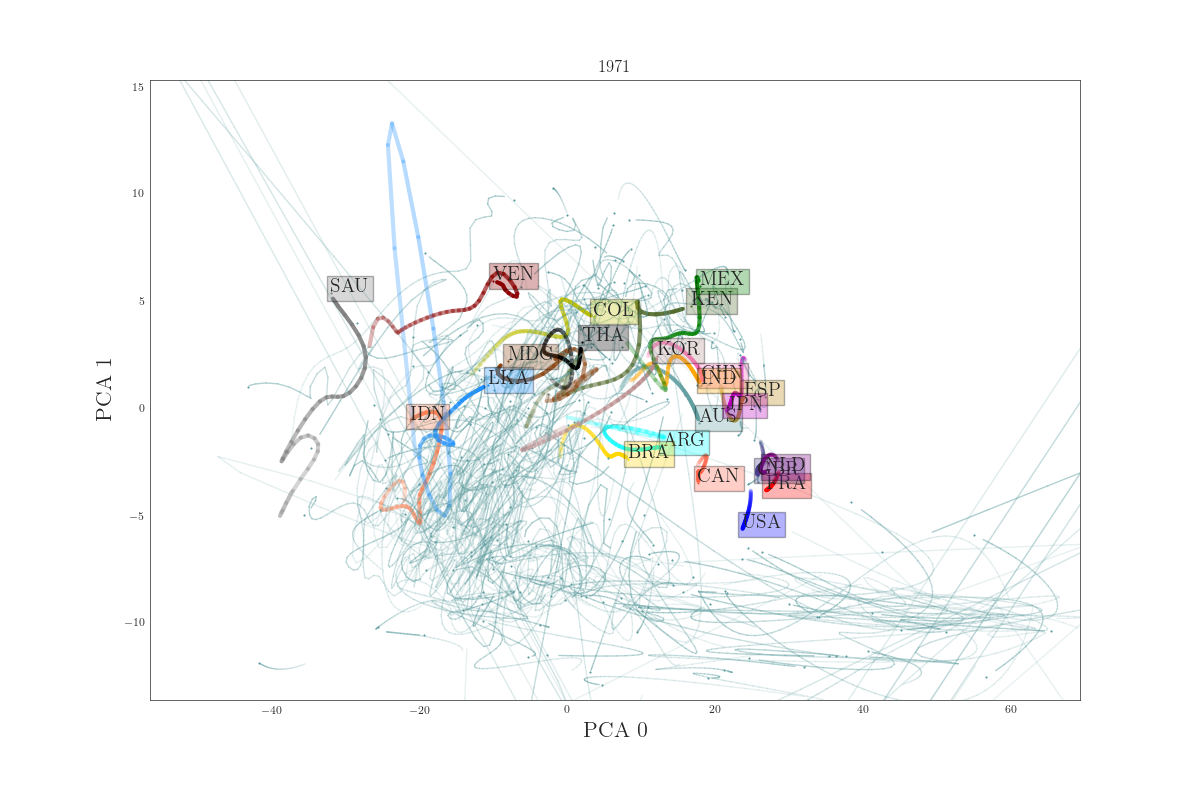 1971
15
10
5
0
−5
−10
PCA 1
SAU
VEN
MEX
KEN
COL
THA
MDG
KOR
LKA
IND
ESP
IDN
AUS
ARG
BRA
CAN
FRA
USA
−40
−20
0
20
40
60
PCA 0